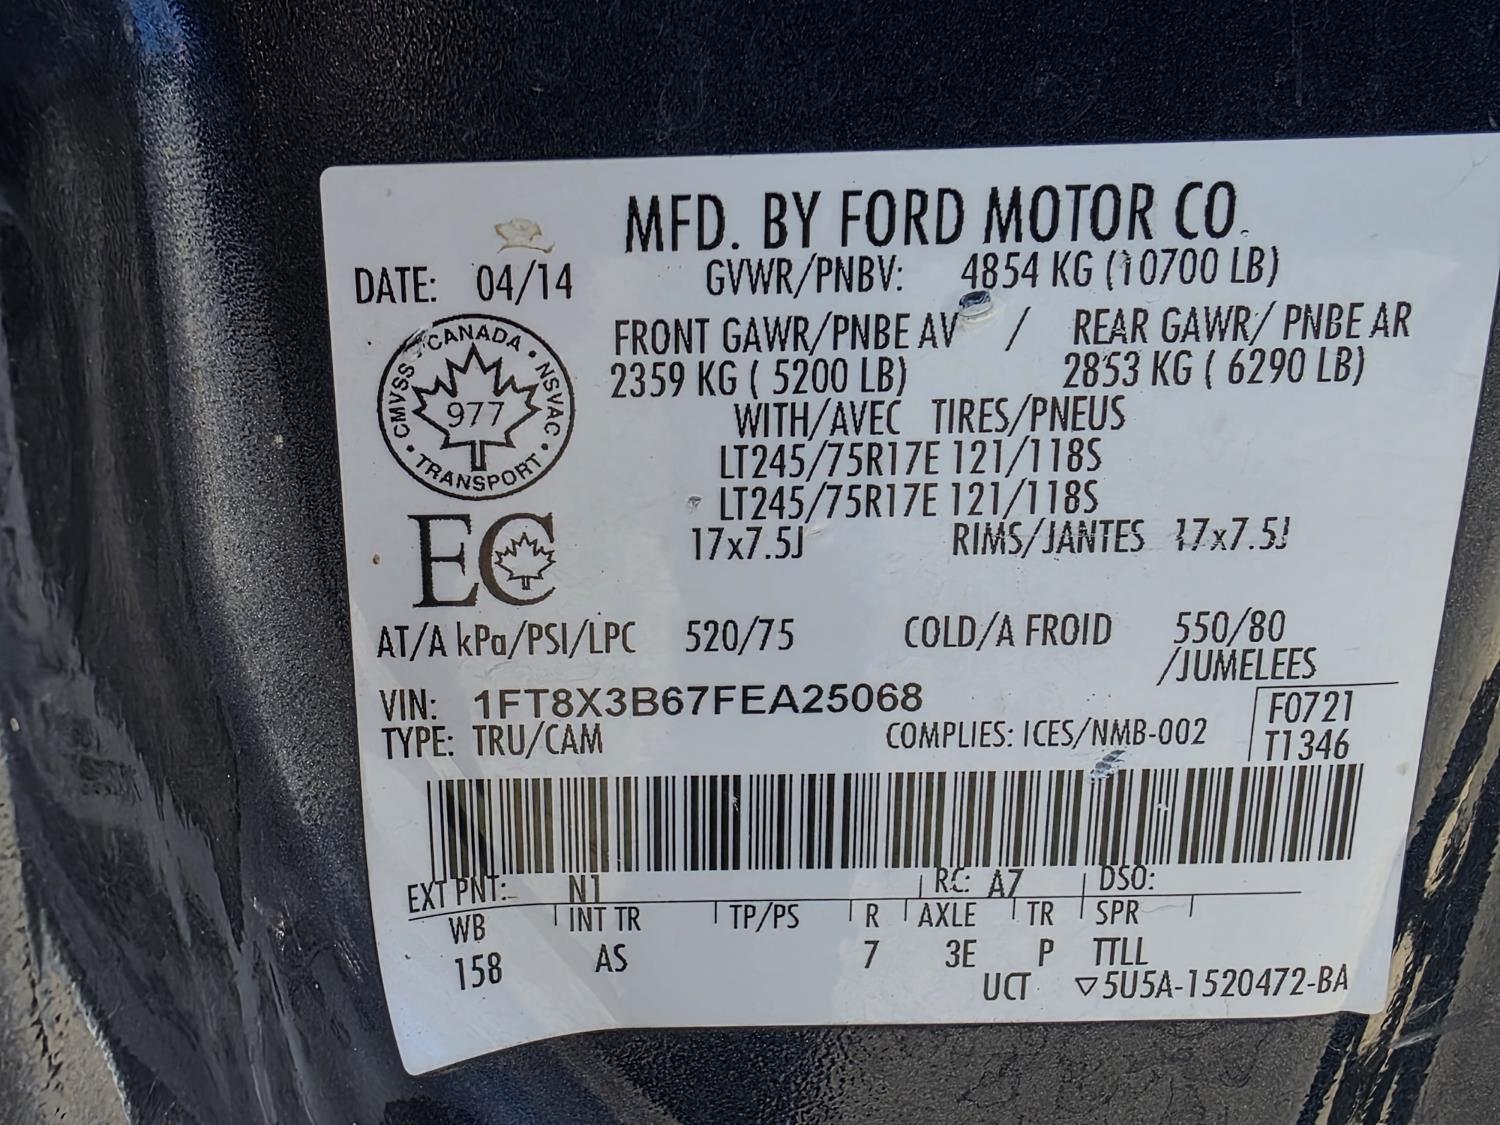 MFD. BY FORD MOTOR CO.
DATE: 04/14 GVWR/PNBV: 4854 KG (10700 LB)
FRONT GAWR/PNBE AV / REAR GAWR/ PNBE AR
2359 KG ( 5200 LB) 2853 KG ( 6290 LB)
WITH/AVEC TIRES/PNEUS
LT245/75R17E 121/118S
LT245/75R17E 121/118S
17x7.5J RIMS/JANTES 17x7.5J
CANADA • NSVAC • TRANSPORT • CMVSS
977
EC
AT/A kPa/PSI/LPC 520/75 COLD/A FROID 550/80
/JUMELEES
VIN: 1FT8X3B67FEA25068
F0721
TYPE: TRU/CAM COMPLIES: ICES/NMB-002 T1346
EXT PNT: N1 RC: A7 DSO:
WB INT TR TP/PS R AXLE TR SPR
158 AS 7 3E P TTLL
UCT ▽5U5A-1520472-BA